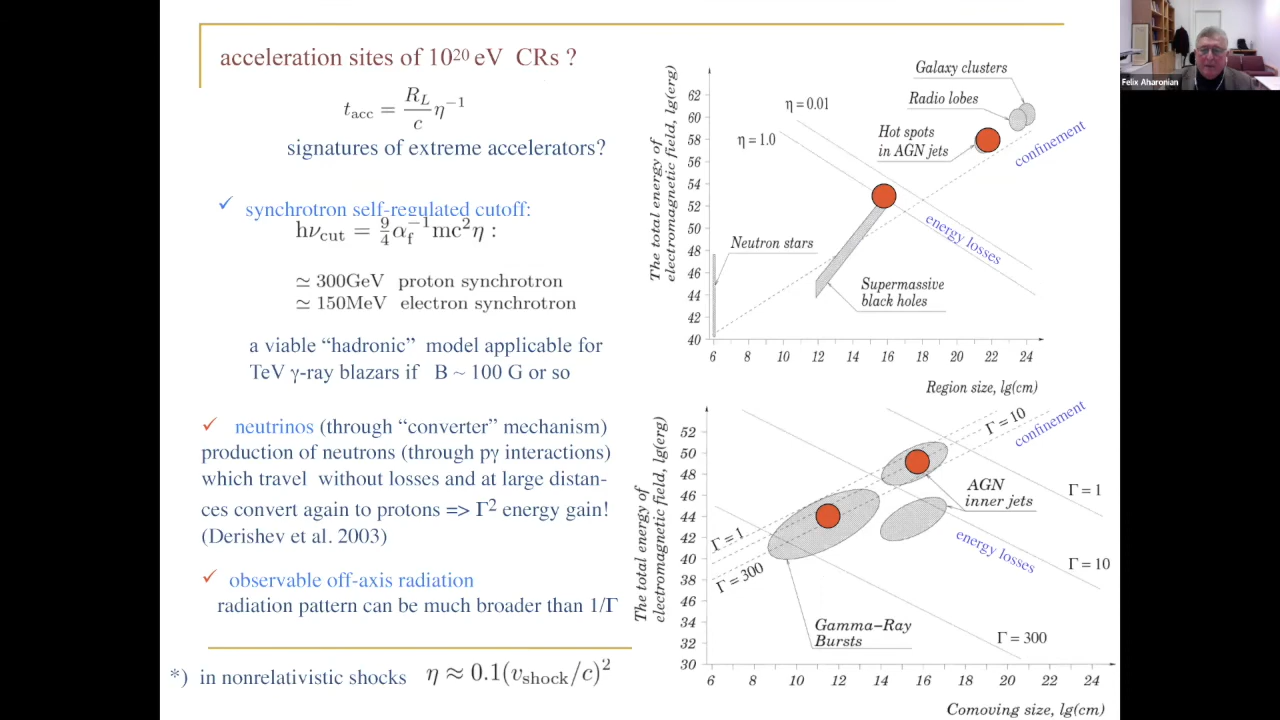 acceleration sites of 10²⁰ eV CRs ?
t_acc = R_L/c η⁻¹
signatures of extreme accelerators?
✓ synchrotron self-regulated cutoff:
hν_cut = 9/4 α_f⁻¹ mc² η :
≃ 300GeV proton synchrotron
≃ 150MeV electron synchrotron
a viable “hadronic” model applicable for
TeV γ-ray blazars if B ~ 100 G or so
✓ neutrinos (through “converter” mechanism)
production of neutrons (through pγ interactions)
which travel without losses and at large distan-
ces convert again to protons => Γ² energy gain!
(Derishev et al. 2003)
✓ observable off-axis radiation
radiation pattern can be much broader than 1/Γ
*) in nonrelativistic shocks η ≈ 0.1(v_shock/c)²
The total energy of
electromagnetic field, lg(erg)
62
60
58
56
54
52
50
48
46
44
42
40
6 8 10 12 14 16 18 20 22 24
Region size, lg(cm)
η = 0.01
η = 1.0
Galaxy clusters
Radio lobes
Hot spots
in AGN jets
confinement
energy losses
Neutron stars
Supermassive
black holes
The total energy of
electromagnetic field, lg(erg)
52
50
48
46
44
42
40
38
46
34
32
30
6 8 10 12 14 16 18 20 22 24
Comoving size, lg(cm)
Γ = 10
confinement
AGN
inner jets
Γ = 1
Γ = 1
Γ = 300
energy losses
Γ = 10
Gamma-Ray
Bursts
Γ = 300
Felix Aharonian